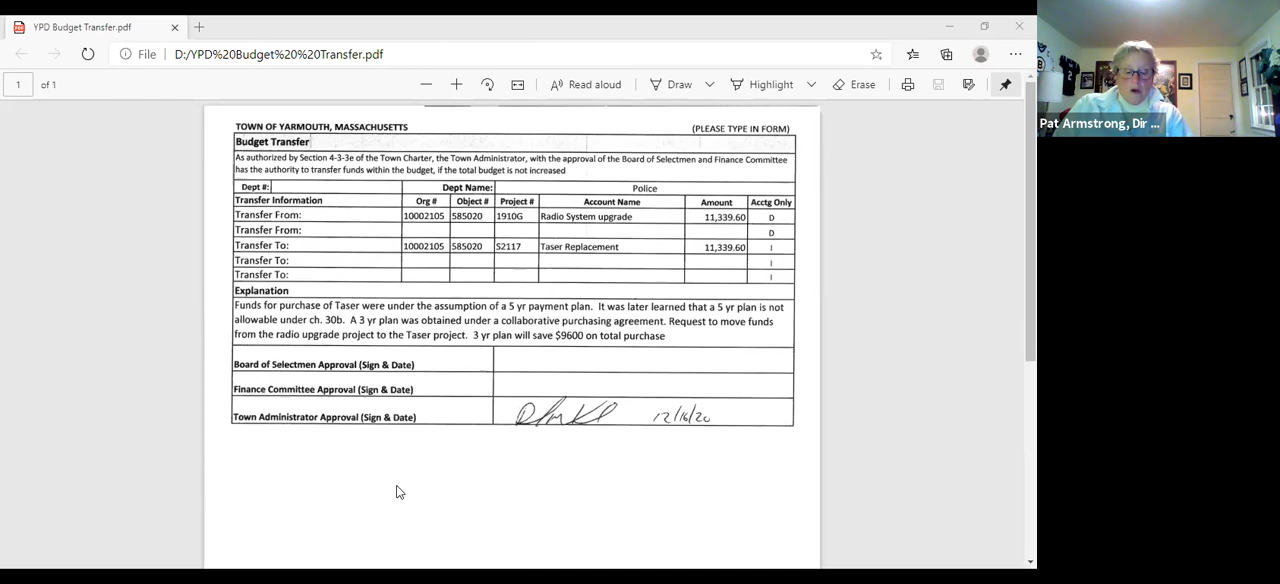 YPD Budget Transfer.pdf
File D:/YPD%20Budget%20%20Transfer.pdf
1 of 1 Read aloud Draw Highlight Erase
Pat Armstrong, Dir ...
TOWN OF YARMOUTH, MASSACHUSETTS (PLEASE TYPE IN FORM)
Budget Transfer
As authorized by Section 4-3-3e of the Town Charter, the Town Administrator, with the approval of the Board of Selectmen and Finance Committee
has the authority to transfer funds within the budget, if the total budget is not increased
Dept #: Dept Name: Police
Transfer Information Org # Object # Project # Account Name Amount Acctg Only
Transfer From: 10002105 585020 1910G Radio System upgrade 11,339.60 D
Transfer From: D
Transfer To: 10002105 585020 S2117 Taser Replacement 11,339.60 I
Transfer To: I
Transfer To: I
Explanation
Funds for purchase of Taser were under the assumption of a 5 yr payment plan. It was later learned that a 5 yr plan is not
allowable under ch. 30b. A 3 yr plan was obtained under a collaborative purchasing agreement. Request to move funds
from the radio upgrade project to the Taser project. 3 yr plan will save $9600 on total purchase
Board of Selectmen Approval (Sign & Date)
Finance Committee Approval (Sign & Date)
Town Administrator Approval (Sign & Date) 12/16/20